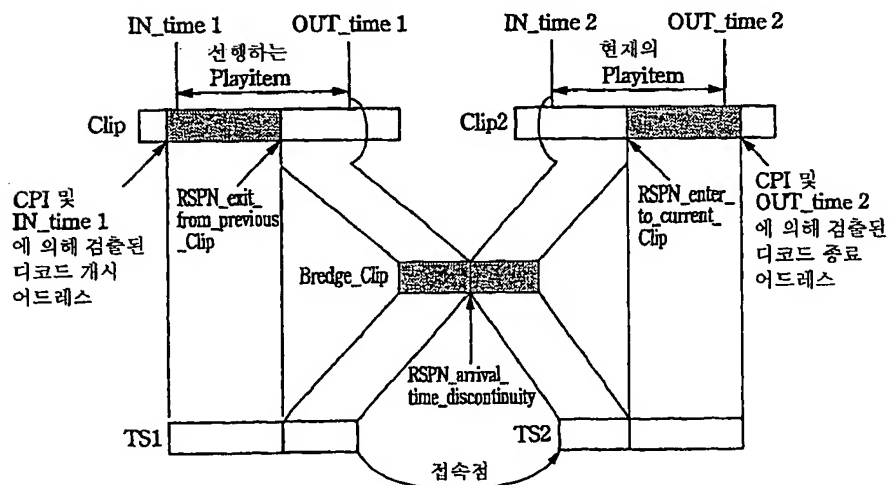 IN_time 1
OUT_time 1
IN_time 2
OUT_time 2
선행하는
Playitem
현재의
Playitem
Clip
Clip2
CPI 및
IN_time 1
에 의해 검출된
디코드 개시
어드레스
RSPN_exit_
from_previous
_Clip
RSPN_enter_
to_current_
Clip
CPI 및
OUT_time 2
에 의해 검출된
디코드 종료
어드레스
Bredge_Clip
RSPN_arrival_
time_discontinuity
TS1
TS2
접속점